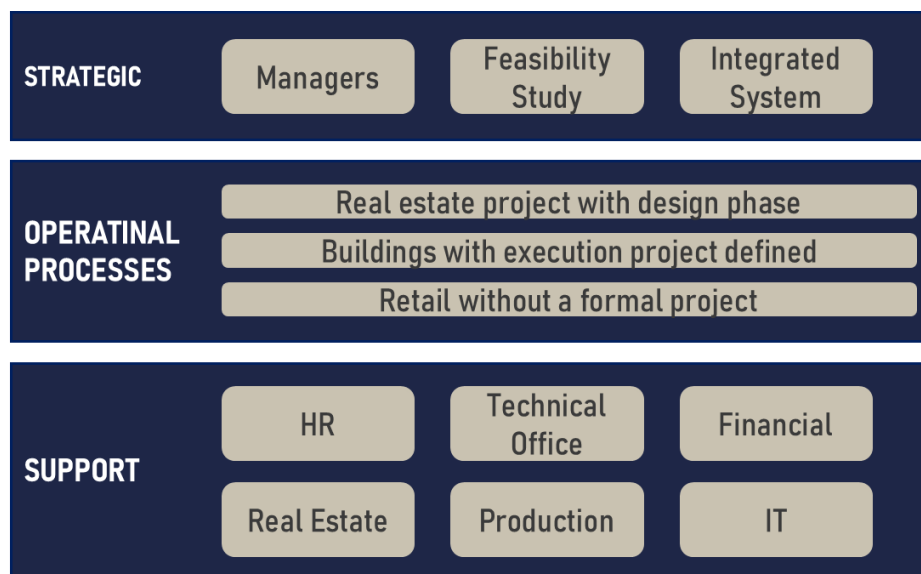 STRATEGIC
Managers
Feasibility
Study
Integrated
System
OPERATINAL
PROCESSES
Real estate project with design phase
Buildings with execution project defined
Retail without a formal project
SUPPORT
HR
Technical
Office
Financial
Real Estate
Production
IT